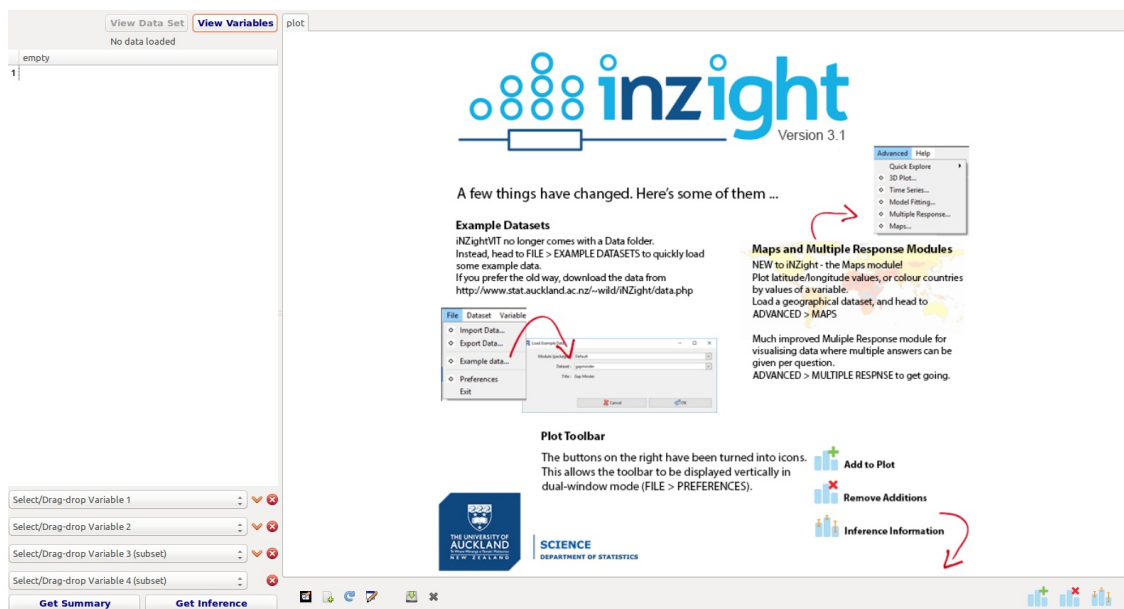 View Data Set
View Variables
No data loaded
empty
1
Select/Drag-drop Variable 1
Select/Drag-drop Variable 2
Select/Drag-drop Variable 3 (subset)
Select/Drag-drop Variable 4 (subset)
Get Summary
Get Inference
plot
inzight
Version 3.1
A few things have changed. Here's some of them ...
Example Datasets
iNZightVIT no longer comes with a Data folder.
Instead, head to FILE > EXAMPLE DATASETS to quickly load
some example data.
If you prefer the old way, download the data from
http://www.stat.auckland.ac.nz/~wild/iNZight/data.php
File Dataset Variable
Import Data...
Export Data...
Example data...
Preferences
Exit
Load Example Data
Module (package): Default
Dataset: gapminder
Title: Gap Minder
Cancel
OK
Advanced Help
Quick Explore
3D Plot...
Time Series...
Model Fitting...
Multiple Response...
Maps...
Maps and Multiple Response Modules
NEW to iNZight - the Maps module!
Plot latitude/longitude values, or colour countries
by values of a variable.
Load a geographical dataset, and head to
ADVANCED > MAPS
Much improved Muliple Response module for
visualising data where multiple answers can be
given per question.
ADVANCED > MULTIPLE RESPNSE to get going.
Plot Toolbar
The buttons on the right have been turned into icons.
This allows the toolbar to be displayed vertically in
dual-window mode (FILE > PREFERENCES).
Add to Plot
Remove Additions
Inference Information
THE UNIVERSITY OF
AUCKLAND
NEW ZEALAND
SCIENCE
DEPARTMENT OF STATISTICS